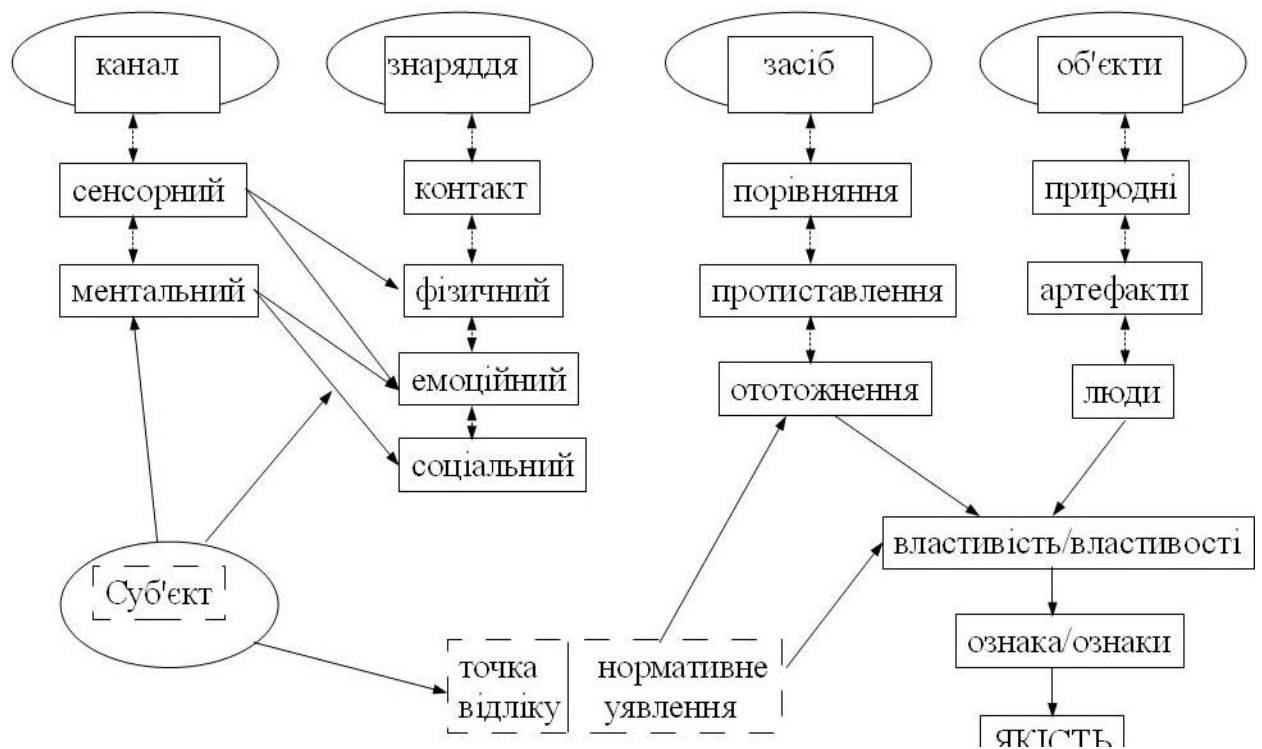 канал
знаряддя
засіб
об'єкти
сенсорний
контакт
порівняння
природні
ментальний
фізичний
протиставлення
артефакти
емоційний
ототожнення
люди
соціальний
властивість/властивості
Суб'єкт
ознака/ознаки
точка
відліку
нормативне
уявлення
ЯКІСТЬ